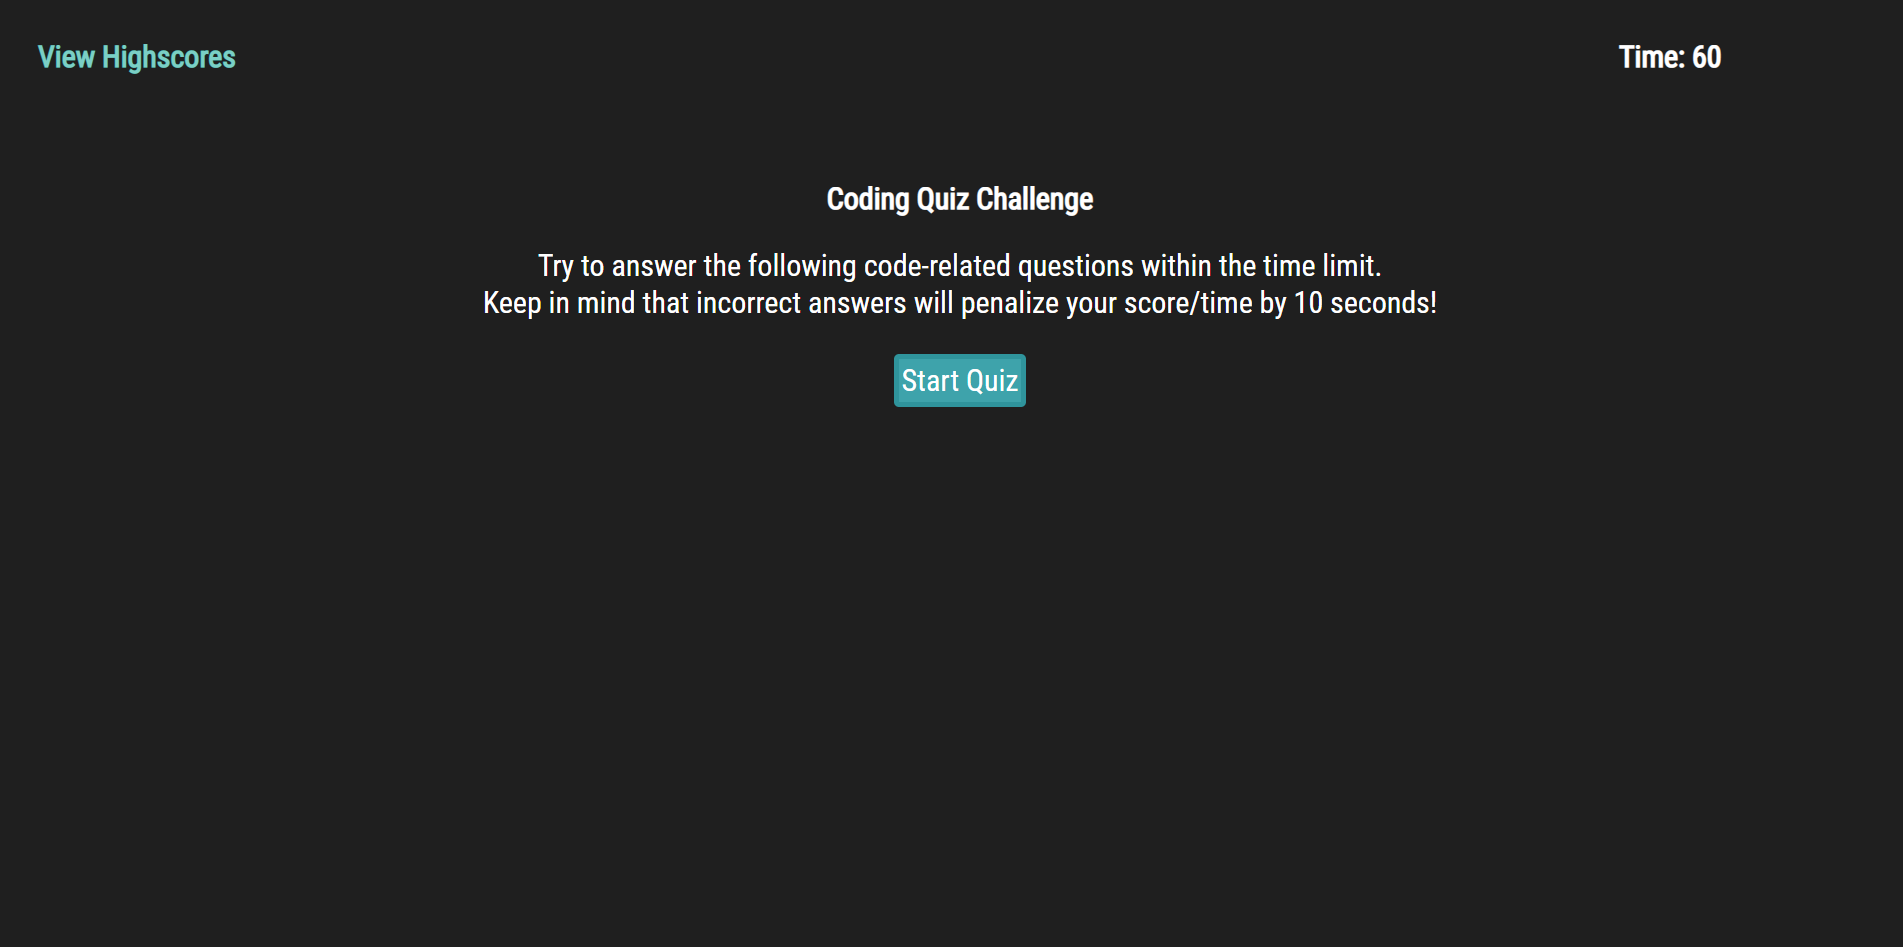 View Highscores
Time: 60
Coding Quiz Challenge
Try to answer the following code-related questions within the time limit.
Keep in mind that incorrect answers will penalize your score/time by 10 seconds!
Start Quiz